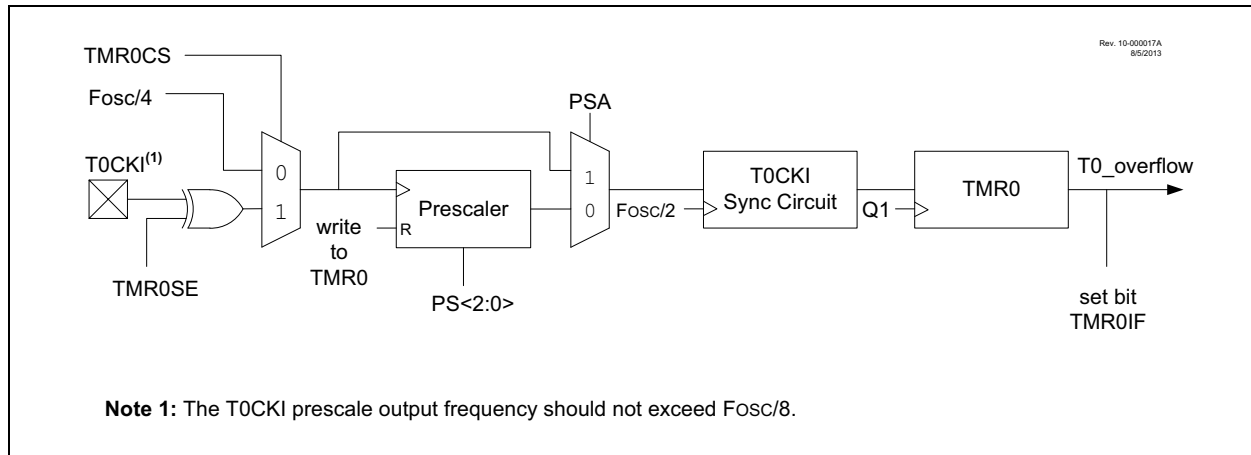 Rev. 10-000017A
8/5/2013
TMR0CS
Fosc/4
PSA
T0CKI(1)
T0_overflow
0
1
1
0
T0CKI
Sync Circuit
TMR0
Prescaler
FOSC/2
Q1
write
to
TMR0
R
TMR0SE
PS<2:0>
set bit
TMR0IF
Note 1: The T0CKI prescale output frequency should not exceed FOSC/8.